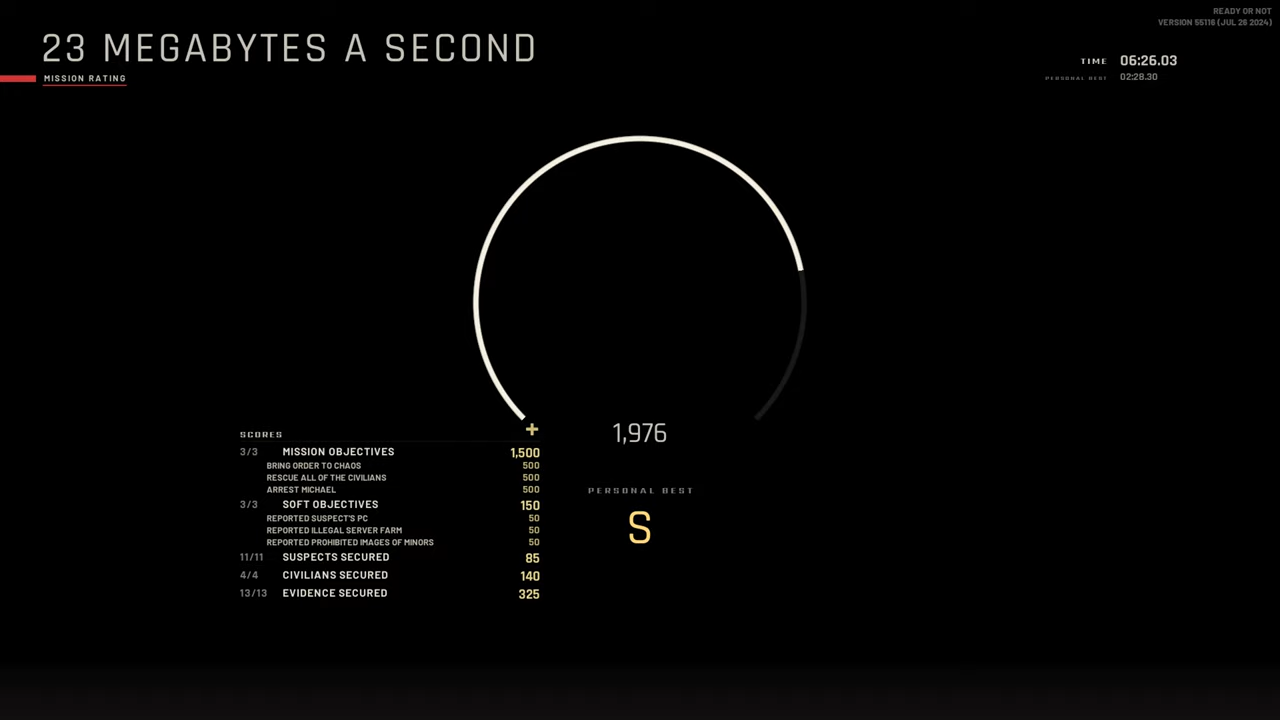 READY OR NOT
VERSION 55116 (JUL 26 2024)
23 MEGABYTES A SECOND
MISSION RATING
TIME 06:26.03
PERSONAL BEST 02:28.30
1,976
PERSONAL BEST
S
SCORES +
3/3 MISSION OBJECTIVES 1,500
BRING ORDER TO CHAOS 500
RESCUE ALL OF THE CIVILIANS 500
ARREST MICHAEL 500
3/3 SOFT OBJECTIVES 150
REPORTED SUSPECT'S PC 50
REPORTED ILLEGAL SERVER FARM 50
REPORTED PROHIBITED IMAGES OF MINORS 50
11/11 SUSPECTS SECURED 85
4/4 CIVILIANS SECURED 140
13/13 EVIDENCE SECURED 325